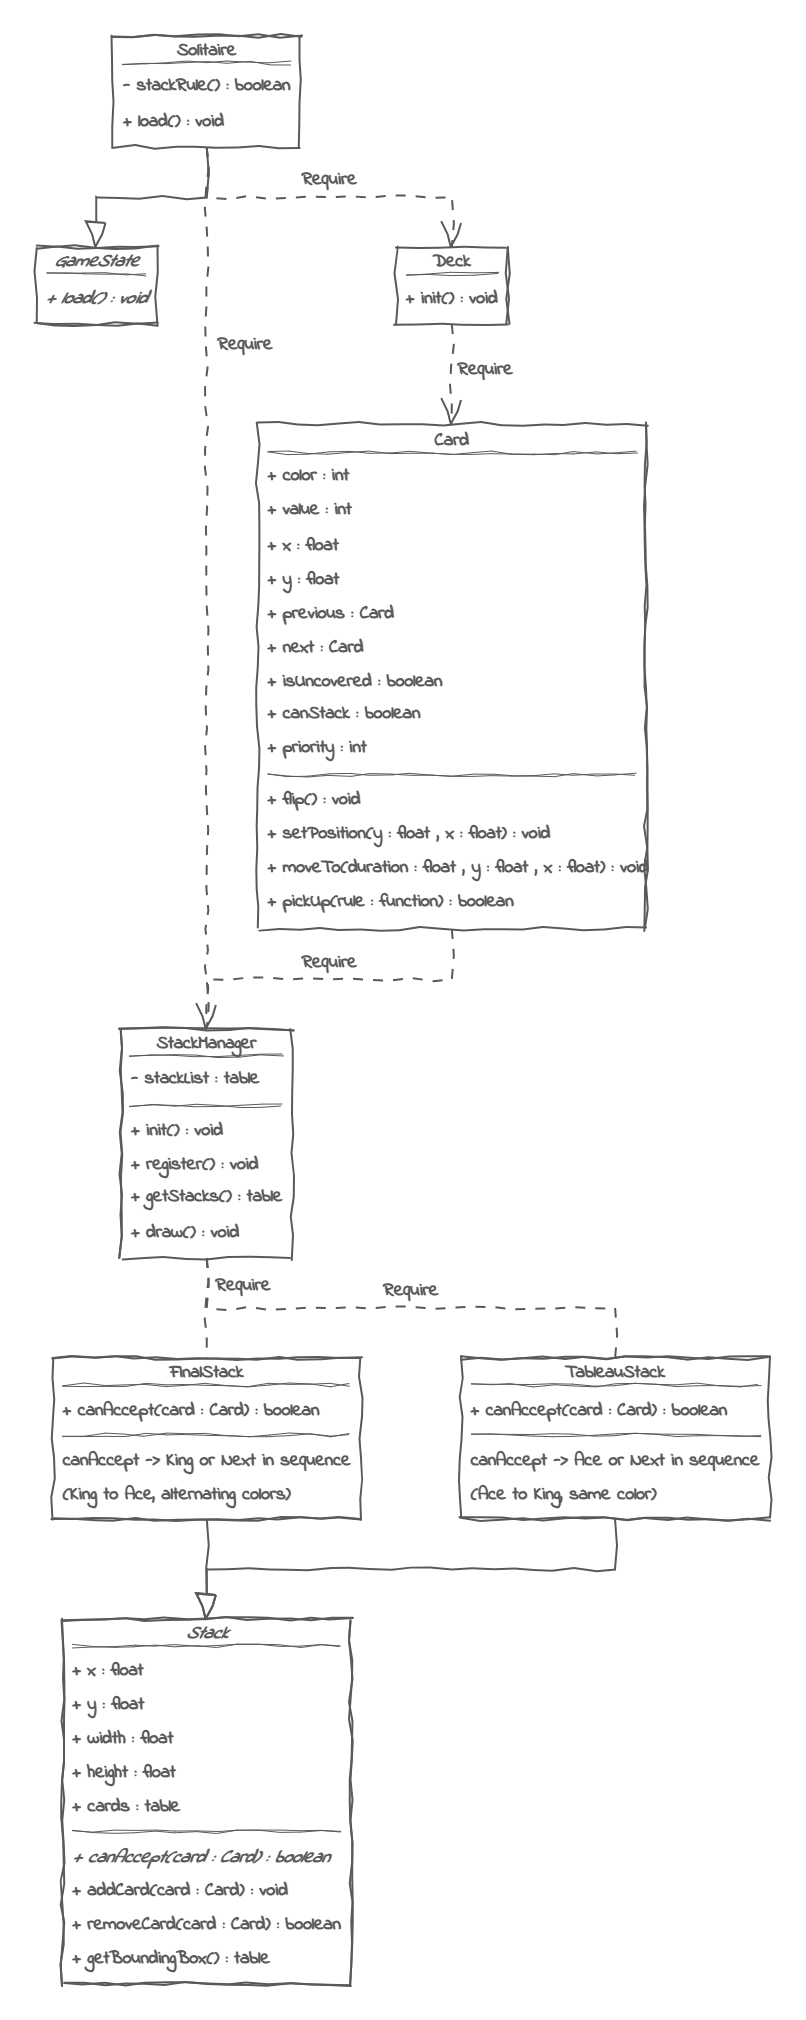 Solitaire
- stackRule() : boolean
+ load() : void
Require
GameState
+ load() : void
Deck
+ init() : void
Require
Require
Card
+ color : int
+ value : int
+ x : float
+ y : float
+ previous : Card
+ next : Card
+ isUncovered : boolean
+ canStack : boolean
+ priority : int
+ flip() : void
+ setPosition(y : float , x : float) : void
+ moveTo(duration : float , y : float , x : float) : void
+ pickUp(rule : function) : boolean
Require
StackManager
- stackList : table
+ init() : void
+ register() : void
+ getStacks() : table
+ draw() : void
Require
Require
FinalStack
+ canAccept(card : Card) : boolean
canAccept -> King or Next in sequence
(King to Ace, alternating colors)
TableauStack
+ canAccept(card : Card) : boolean
canAccept -> Ace or Next in sequence
(Ace to King, same color)
Stack
+ x : float
+ y : float
+ width : float
+ height : float
+ cards : table
+ canAccept(card : Card) : boolean
+ addCard(card : Card) : void
+ removeCard(card : Card) : boolean
+ getBoundingBox() : table